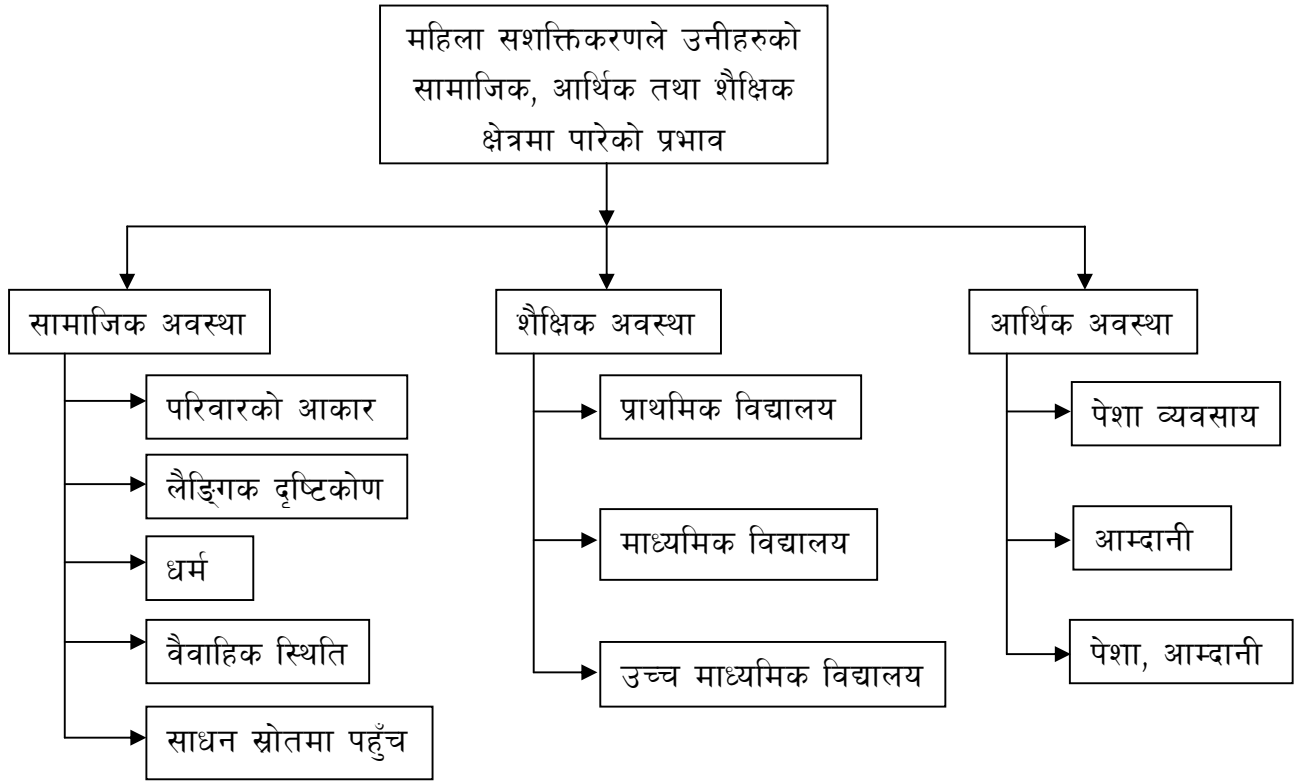 महिला सशक्तिकरणले उनीहरुको
सामाजिक, आर्थिक तथा शैक्षिक
क्षेत्रमा पारेको प्रभाव
सामाजिक अवस्था
परिवारको आकार
लैङ्गिक दृष्टिकोण
धर्म
वैवाहिक स्थिति
साधन स्रोतमा पहुँच
शैक्षिक अवस्था
प्राथमिक विद्यालय
माध्यमिक विद्यालय
उच्च माध्यमिक विद्यालय
आर्थिक अवस्था
पेशा व्यवसाय
आम्दानी
पेशा, आम्दानी